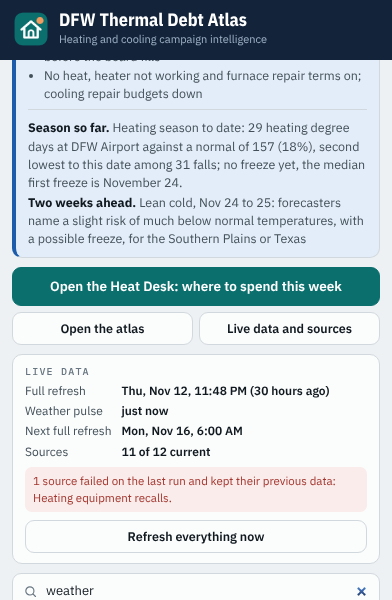 DFW Thermal Debt Atlas
Heating and cooling campaign intelligence
• No heat, heater not working and furnace repair terms on;
cooling repair budgets down
Season so far. Heating season to date: 29 heating degree
days at DFW Airport against a normal of 157 (18%), second
lowest to this date among 31 falls; no freeze yet, the median
first freeze is November 24.
Two weeks ahead. Lean cold, Nov 24 to 25: forecasters
name a slight risk of much below normal temperatures, with
a possible freeze, for the Southern Plains or Texas
Open the Heat Desk: where to spend this week
Open the atlas
Live data and sources
LIVE DATA
Full refresh Thu, Nov 12, 11:48 PM (30 hours ago)
Weather pulse just now
Next full refresh Mon, Nov 16, 6:00 AM
Sources 11 of 12 current
1 source failed on the last run and kept their previous data:
Heating equipment recalls.
Refresh everything now
weather